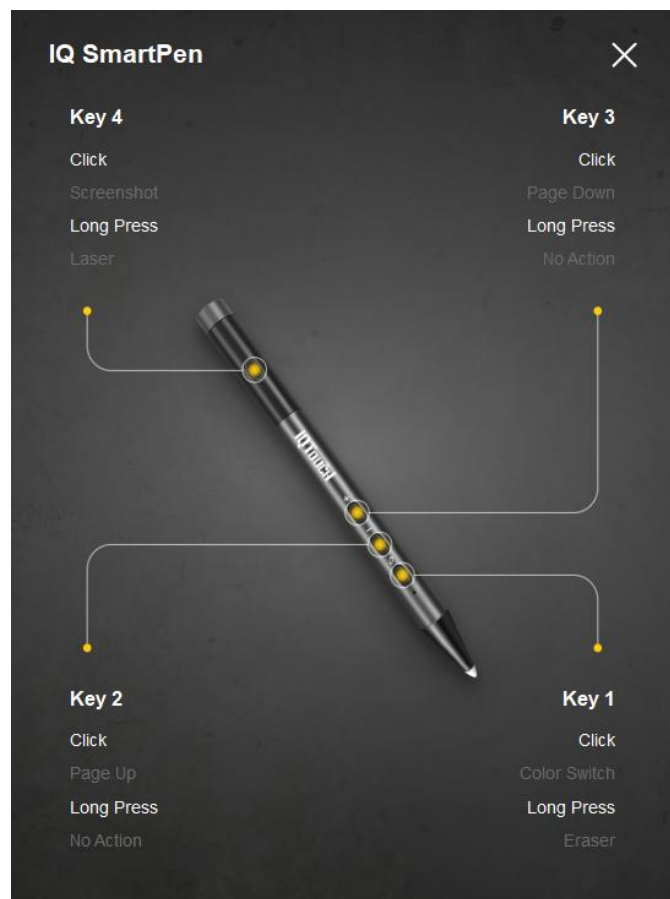 IQ SmartPen
Key 4
Click
Screenshot
Long Press
Laser
Key 3
Click
Page Down
Long Press
No Action
IQTOUCH
Key 2
Click
Page Up
Long Press
No Action
Key 1
Click
Color Switch
Long Press
Eraser